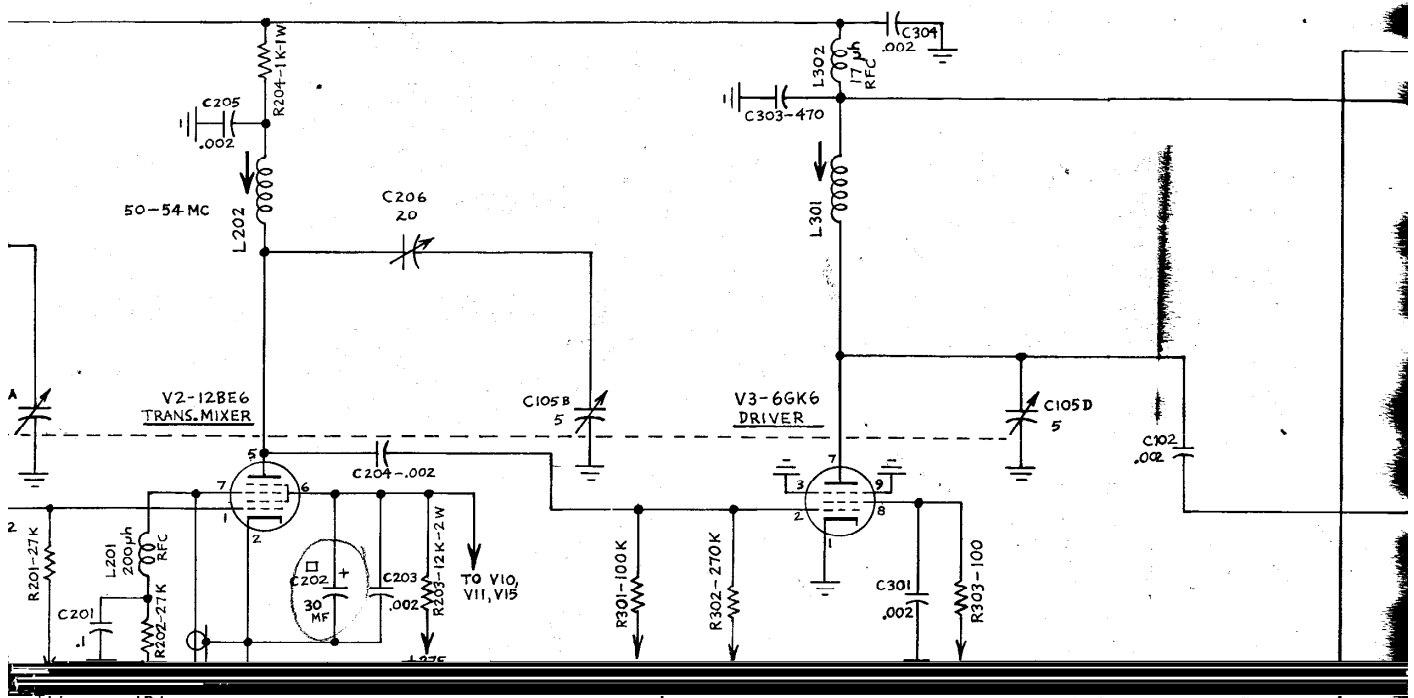 C304
.002
L302
17 µh
RFC
R204-1K-1W
C205
.002
C303-470
50-54 MC
L202
C206
20
L301
A
V2-12BE6
TRANS.MIXER
C105B
5
V3-6GK6
DRIVER
C105D
5
C102
.002
5
C204-.002
7
6
1
2
7
3
9
2
8
1
2
R201-27K
L201
200µh
RFC
C201
.1
R202-27K
C202
+
30
MF
C203
.002
R203-12K-2W
TO V10,
V11, V15
+275
R301-100K
R302-270K
C301
.002
R303-100